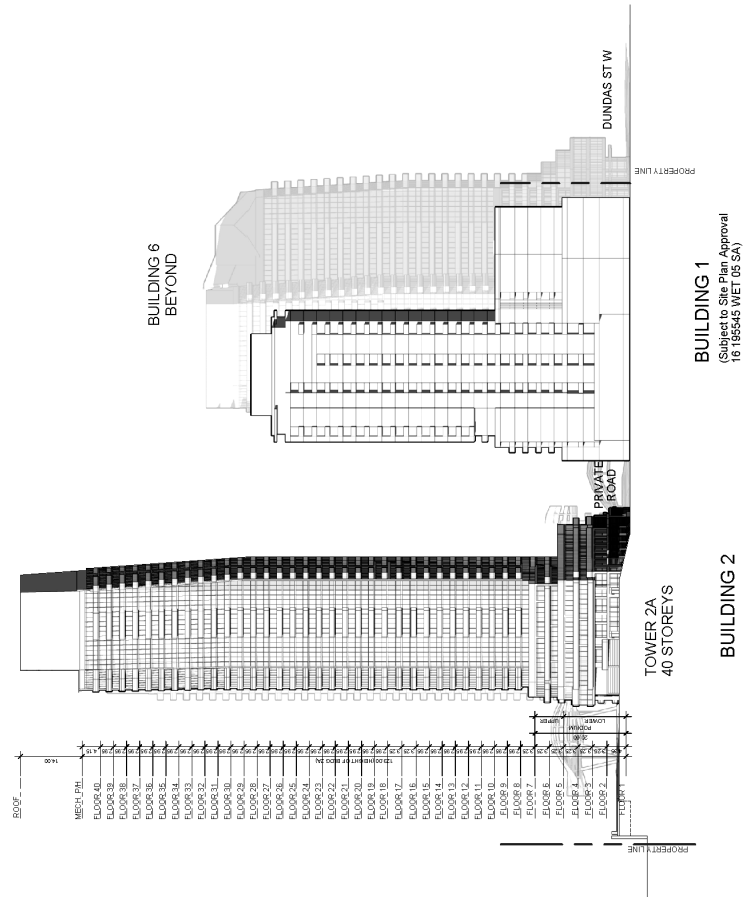 ROOF
MECH. P/H
FLOOR 40
FLOOR 39
FLOOR 38
FLOOR 37
FLOOR 36
FLOOR 35
FLOOR 34
FLOOR 33
FLOOR 32
FLOOR 31
FLOOR 30
FLOOR 29
FLOOR 28
FLOOR 27
FLOOR 26
FLOOR 25
FLOOR 24
FLOOR 23
FLOOR 22
FLOOR 21
FLOOR 20
FLOOR 19
FLOOR 18
FLOOR 17
FLOOR 16
FLOOR 15
FLOOR 14
FLOOR 13
FLOOR 12
FLOOR 11
FLOOR 10
FLOOR 9
FLOOR 8
FLOOR 7
FLOOR 6
FLOOR 5
FLOOR 4
FLOOR 3
FLOOR 2
FLOOR 1
14.00
4.15
UPPER
LOWER
PODIUM
PROPERTY LINE
TOWER 2A
40 STOREYS
BUILDING 2
PRIVATE
ROAD
BUILDING 6
BEYOND
BUILDING 1
(Subject to Site Plan Approval
16 195545 WET 05 SA)
PROPERTY LINE
DUNDAS ST W